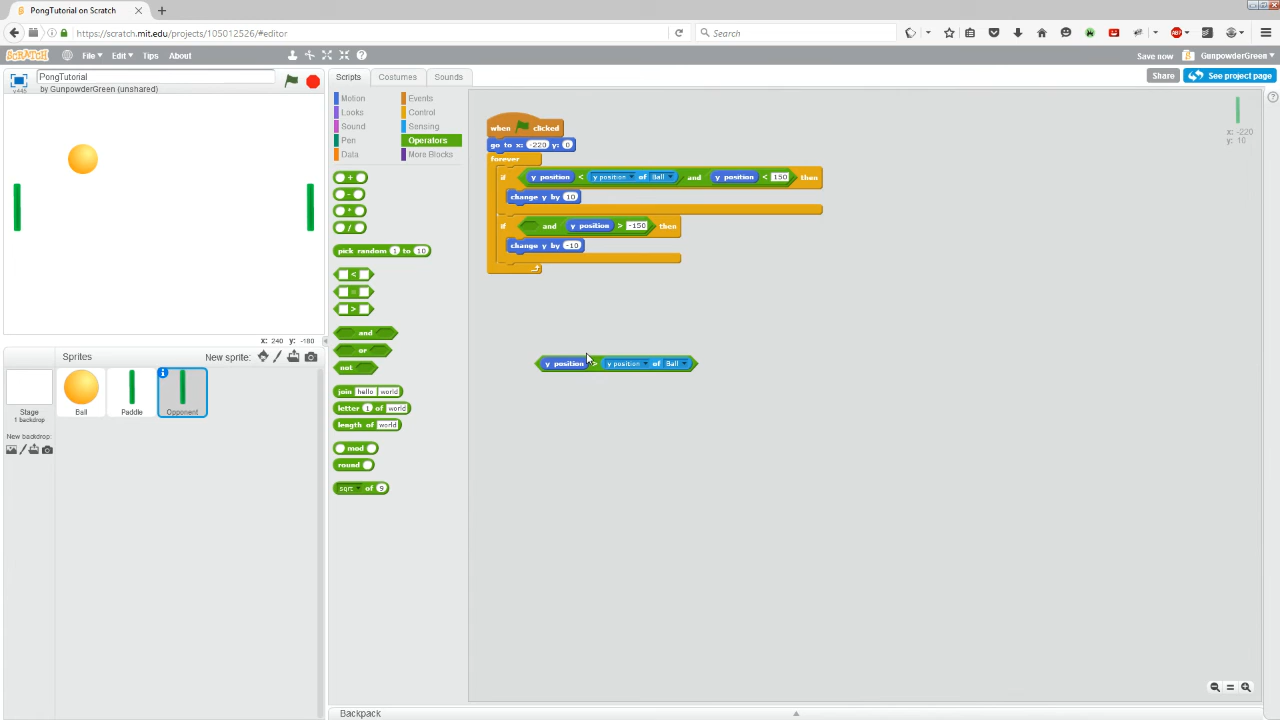 PongTutorial on Scratch
https://scratch.mit.edu/projects/105012526/#editor
Search
SCRATCH File Edit Tips About
Save now GunpowderGreen
PongTutorial
by GunpowderGreen (unshared)
v445
Scripts Costumes Sounds
Share See project page
Motion Events
Looks Control
Sound Sensing
Pen Operators
Data More Blocks
+
-
*
/
pick random 1 to 10
<
=
>
and
or
not
join hello world
letter 1 of world
length of world
mod
round
sqrt of 9
when clicked
go to x: -220 y: 0
forever
if y position < y position of Ball and y position < 150 then
change y by 10
if and y position > -150 then
change y by -10
y position > y position of Ball
x: -220
y: 10
x: 240 y: -180
Sprites New sprite:
Stage
1 backdrop
New backdrop:
Ball Paddle Opponent
Backpack